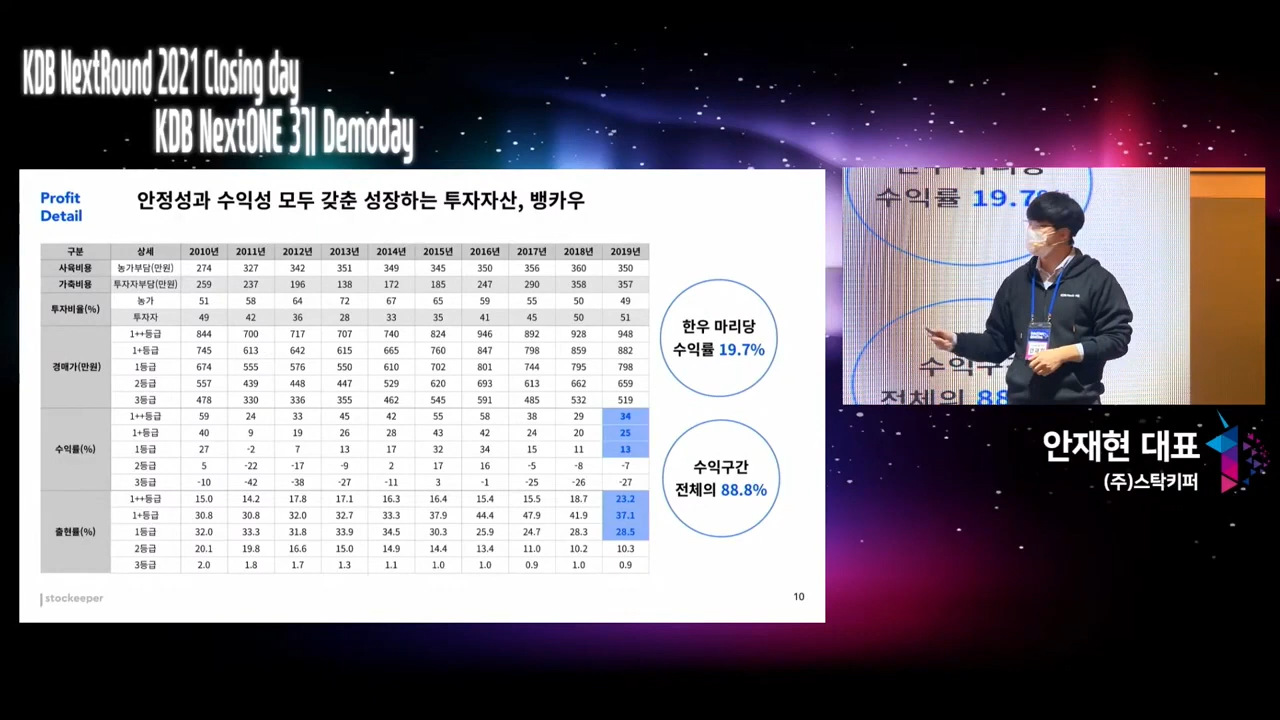 KDB NextRound 2021 Closing day
KDB NextONE 3기 Demoday
Profit
Detail
안정성과 수익성 모두 갖춘 성장하는 투자자산, 뱅카우
구분 상세 2010년 2011년 2012년 2013년 2014년 2015년 2016년 2017년 2018년 2019년
사육비용 농가부담(만원) 274 327 342 351 349 345 350 356 360 350
가축비용 투자자부담(만원) 259 237 196 138 172 185 247 290 358 357
투자비율(%) 농가 51 58 64 72 67 65 59 55 50 49
투자자 49 42 36 28 33 35 41 45 50 51
경매가(만원) 1++등급 844 700 717 707 740 824 946 892 928 948
1+등급 745 613 642 615 665 760 847 798 859 882
1등급 674 555 576 550 610 702 801 744 795 798
2등급 557 439 448 447 529 620 693 613 662 659
3등급 478 330 336 355 462 545 591 485 532 519
수익률(%) 1++등급 59 24 33 45 42 55 58 38 29 34
1+등급 40 9 19 26 28 43 42 24 20 25
1등급 27 -2 7 13 17 32 34 15 11 13
2등급 5 -22 -17 -9 2 17 16 -5 -8 -7
3등급 -10 -42 -38 -27 -11 3 -1 -25 -26 -27
출현률(%) 1++등급 15.0 14.2 17.8 17.1 16.3 16.4 15.4 15.5 18.7 23.2
1+등급 30.8 30.8 32.0 32.7 33.3 37.9 44.4 47.9 41.9 37.1
1등급 32.0 33.3 31.8 33.9 34.5 30.3 25.9 24.7 28.3 28.5
2등급 20.1 19.8 16.6 15.0 14.9 14.4 13.4 11.0 10.2 10.3
3등급 2.0 1.8 1.7 1.3 1.1 1.0 1.0 0.9 1.0 0.9
한우 마리당
수익률 19.7%
수익구간
전체의 88.8%
stockeeper
10
수익률 19.7%
수익구
전체의 88
안재현 대표
(주)스탁키퍼